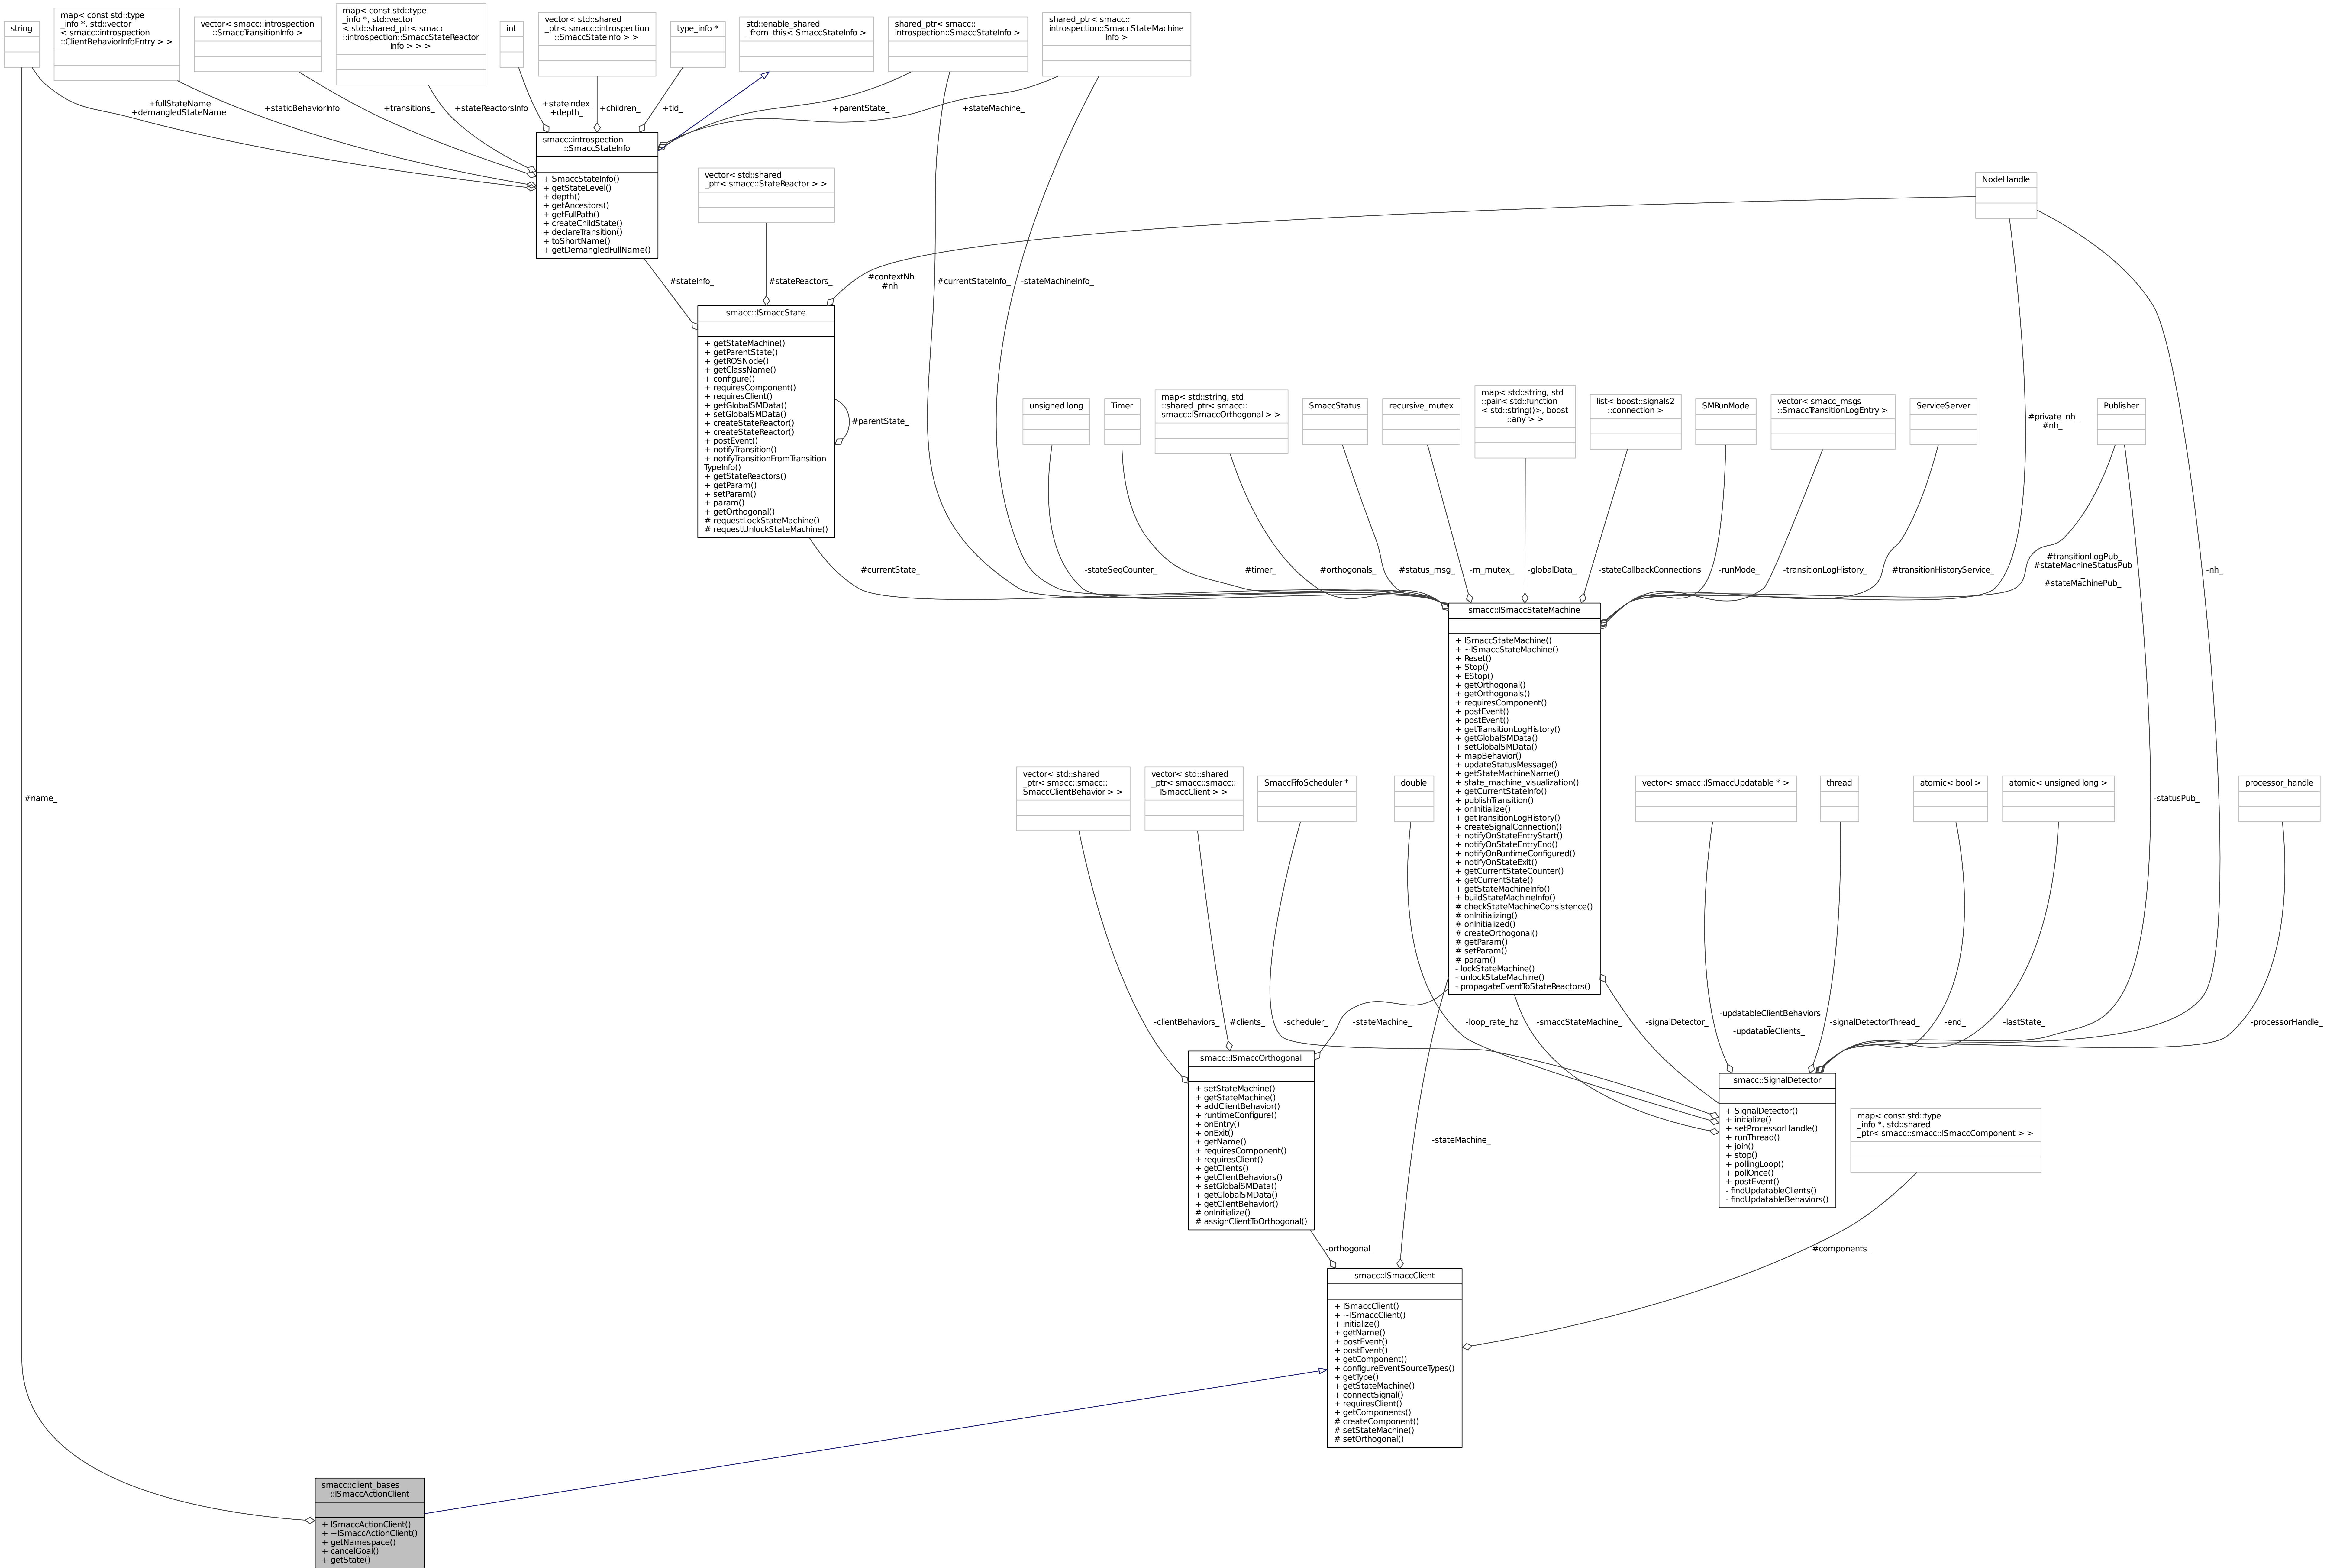 string
map< const std::type
_info *, std::vector
< smacc::introspection
::ClientBehaviorInfoEntry > >
vector< smacc::introspection
::SmaccTransitionInfo >
map< const std::type
_info *, std::vector
< std::shared_ptr< smacc
::introspection::SmaccStateReactor
Info > > >
int
vector< std::shared
_ptr< smacc::introspection
::SmaccStateInfo > >
type_info *
std::enable_shared
_from_this< SmaccStateInfo >
shared_ptr< smacc::
introspection::SmaccStateInfo >
shared_ptr< smacc::
introspection::SmaccStateMachine
Info >
+fullStateName
+demangledStateName
+staticBehaviorInfo
+transitions_
+stateReactorsInfo
+stateIndex_
+depth_
+children_
+tid_
+parentState_
+stateMachine_
smacc::introspection
::SmaccStateInfo
+ SmaccStateInfo()
+ getStateLevel()
+ depth()
+ getAncestors()
+ getFullPath()
+ createChildState()
+ declareTransition()
+ toShortName()
+ getDemangledFullName()
vector< std::shared
_ptr< smacc::StateReactor > >
NodeHandle
#stateInfo_
#stateReactors_
#contextNh
#nh
#currentStateInfo_
-stateMachineInfo_
smacc::ISmaccState
+ getStateMachine()
+ getParentState()
+ getROSNode()
+ getClassName()
+ configure()
+ requiresComponent()
+ requiresClient()
+ getGlobalSMData()
+ setGlobalSMData()
+ createStateReactor()
+ createStateReactor()
+ postEvent()
+ notifyTransition()
+ notifyTransitionFromTransition
TypeInfo()
+ getStateReactors()
+ getParam()
+ setParam()
+ param()
+ getOrthogonal()
# requestLockStateMachine()
# requestUnlockStateMachine()
#parentState_
unsigned long
Timer
map< std::string, std
::shared_ptr< smacc::
smacc::ISmaccOrthogonal > >
SmaccStatus
recursive_mutex
map< std::string, std
::pair< std::function
< std::string()>, boost
::any > >
list< boost::signals2
::connection >
SMRunMode
vector< smacc_msgs
::SmaccTransitionLogEntry >
ServiceServer
#private_nh_
#nh_
Publisher
#currentState_
-stateSeqCounter_
#timer_
#orthogonals_
#status_msg_
-m_mutex_
-globalData_
-stateCallbackConnections
-runMode_
-transitionLogHistory_
#transitionHistoryService_
#transitionLogPub_
#stateMachineStatusPub
_
#stateMachinePub_
-nh_
smacc::ISmaccStateMachine
+ ISmaccStateMachine()
+ ~ISmaccStateMachine()
+ Reset()
+ Stop()
+ EStop()
+ getOrthogonal()
+ getOrthogonals()
+ requiresComponent()
+ postEvent()
+ postEvent()
+ getTransitionLogHistory()
+ getGlobalSMData()
+ setGlobalSMData()
+ mapBehavior()
+ updateStatusMessage()
+ getStateMachineName()
+ state_machine_visualization()
+ getCurrentStateInfo()
+ publishTransition()
+ onInitialize()
+ getTransitionLogHistory()
+ createSignalConnection()
+ notifyOnStateEntryStart()
+ notifyOnStateEntryEnd()
+ notifyOnRuntimeConfigured()
+ notifyOnStateExit()
+ getCurrentStateCounter()
+ getCurrentState()
+ getStateMachineInfo()
+ buildStateMachineInfo()
# checkStateMachineConsistence()
# onInitializing()
# onInitialized()
# createOrthogonal()
# getParam()
# setParam()
# param()
- lockStateMachine()
- unlockStateMachine()
- propagateEventToStateReactors()
#name_
vector< std::shared
_ptr< smacc::smacc::
SmaccClientBehavior > >
vector< std::shared
_ptr< smacc::smacc::
ISmaccClient > >
SmaccFifoScheduler *
double
vector< smacc::ISmaccUpdatable * >
thread
atomic< bool >
atomic< unsigned long >
-statusPub_
processor_handle
-clientBehaviors_
#clients_
-scheduler_
-stateMachine_
-loop_rate_hz
-smaccStateMachine_
-signalDetector_
-updatableClientBehaviors
_
-updatableClients_
-signalDetectorThread_
-end_
-lastState_
-processorHandle_
smacc::ISmaccOrthogonal
+ setStateMachine()
+ getStateMachine()
+ addClientBehavior()
+ runtimeConfigure()
+ onEntry()
+ onExit()
+ getName()
+ requiresComponent()
+ requiresClient()
+ getClients()
+ getClientBehaviors()
+ setGlobalSMData()
+ getGlobalSMData()
+ getClientBehavior()
# onInitialize()
# assignClientToOrthogonal()
smacc::SignalDetector
+ SignalDetector()
+ initialize()
+ setProcessorHandle()
+ runThread()
+ join()
+ stop()
+ pollingLoop()
+ pollOnce()
+ postEvent()
- findUpdatableClients()
- findUpdatableBehaviors()
map< const std::type
_info *, std::shared
_ptr< smacc::smacc::ISmaccComponent > >
-stateMachine_
-orthogonal_
#components_
smacc::ISmaccClient
+ ISmaccClient()
+ ~ISmaccClient()
+ initialize()
+ getName()
+ postEvent()
+ postEvent()
+ getComponent()
+ configureEventSourceTypes()
+ getType()
+ getStateMachine()
+ connectSignal()
+ requiresClient()
+ getComponents()
# createComponent()
# setStateMachine()
# setOrthogonal()
smacc::client_bases
::ISmaccActionClient
+ ISmaccActionClient()
+ ~ISmaccActionClient()
+ getNamespace()
+ cancelGoal()
+ getState()